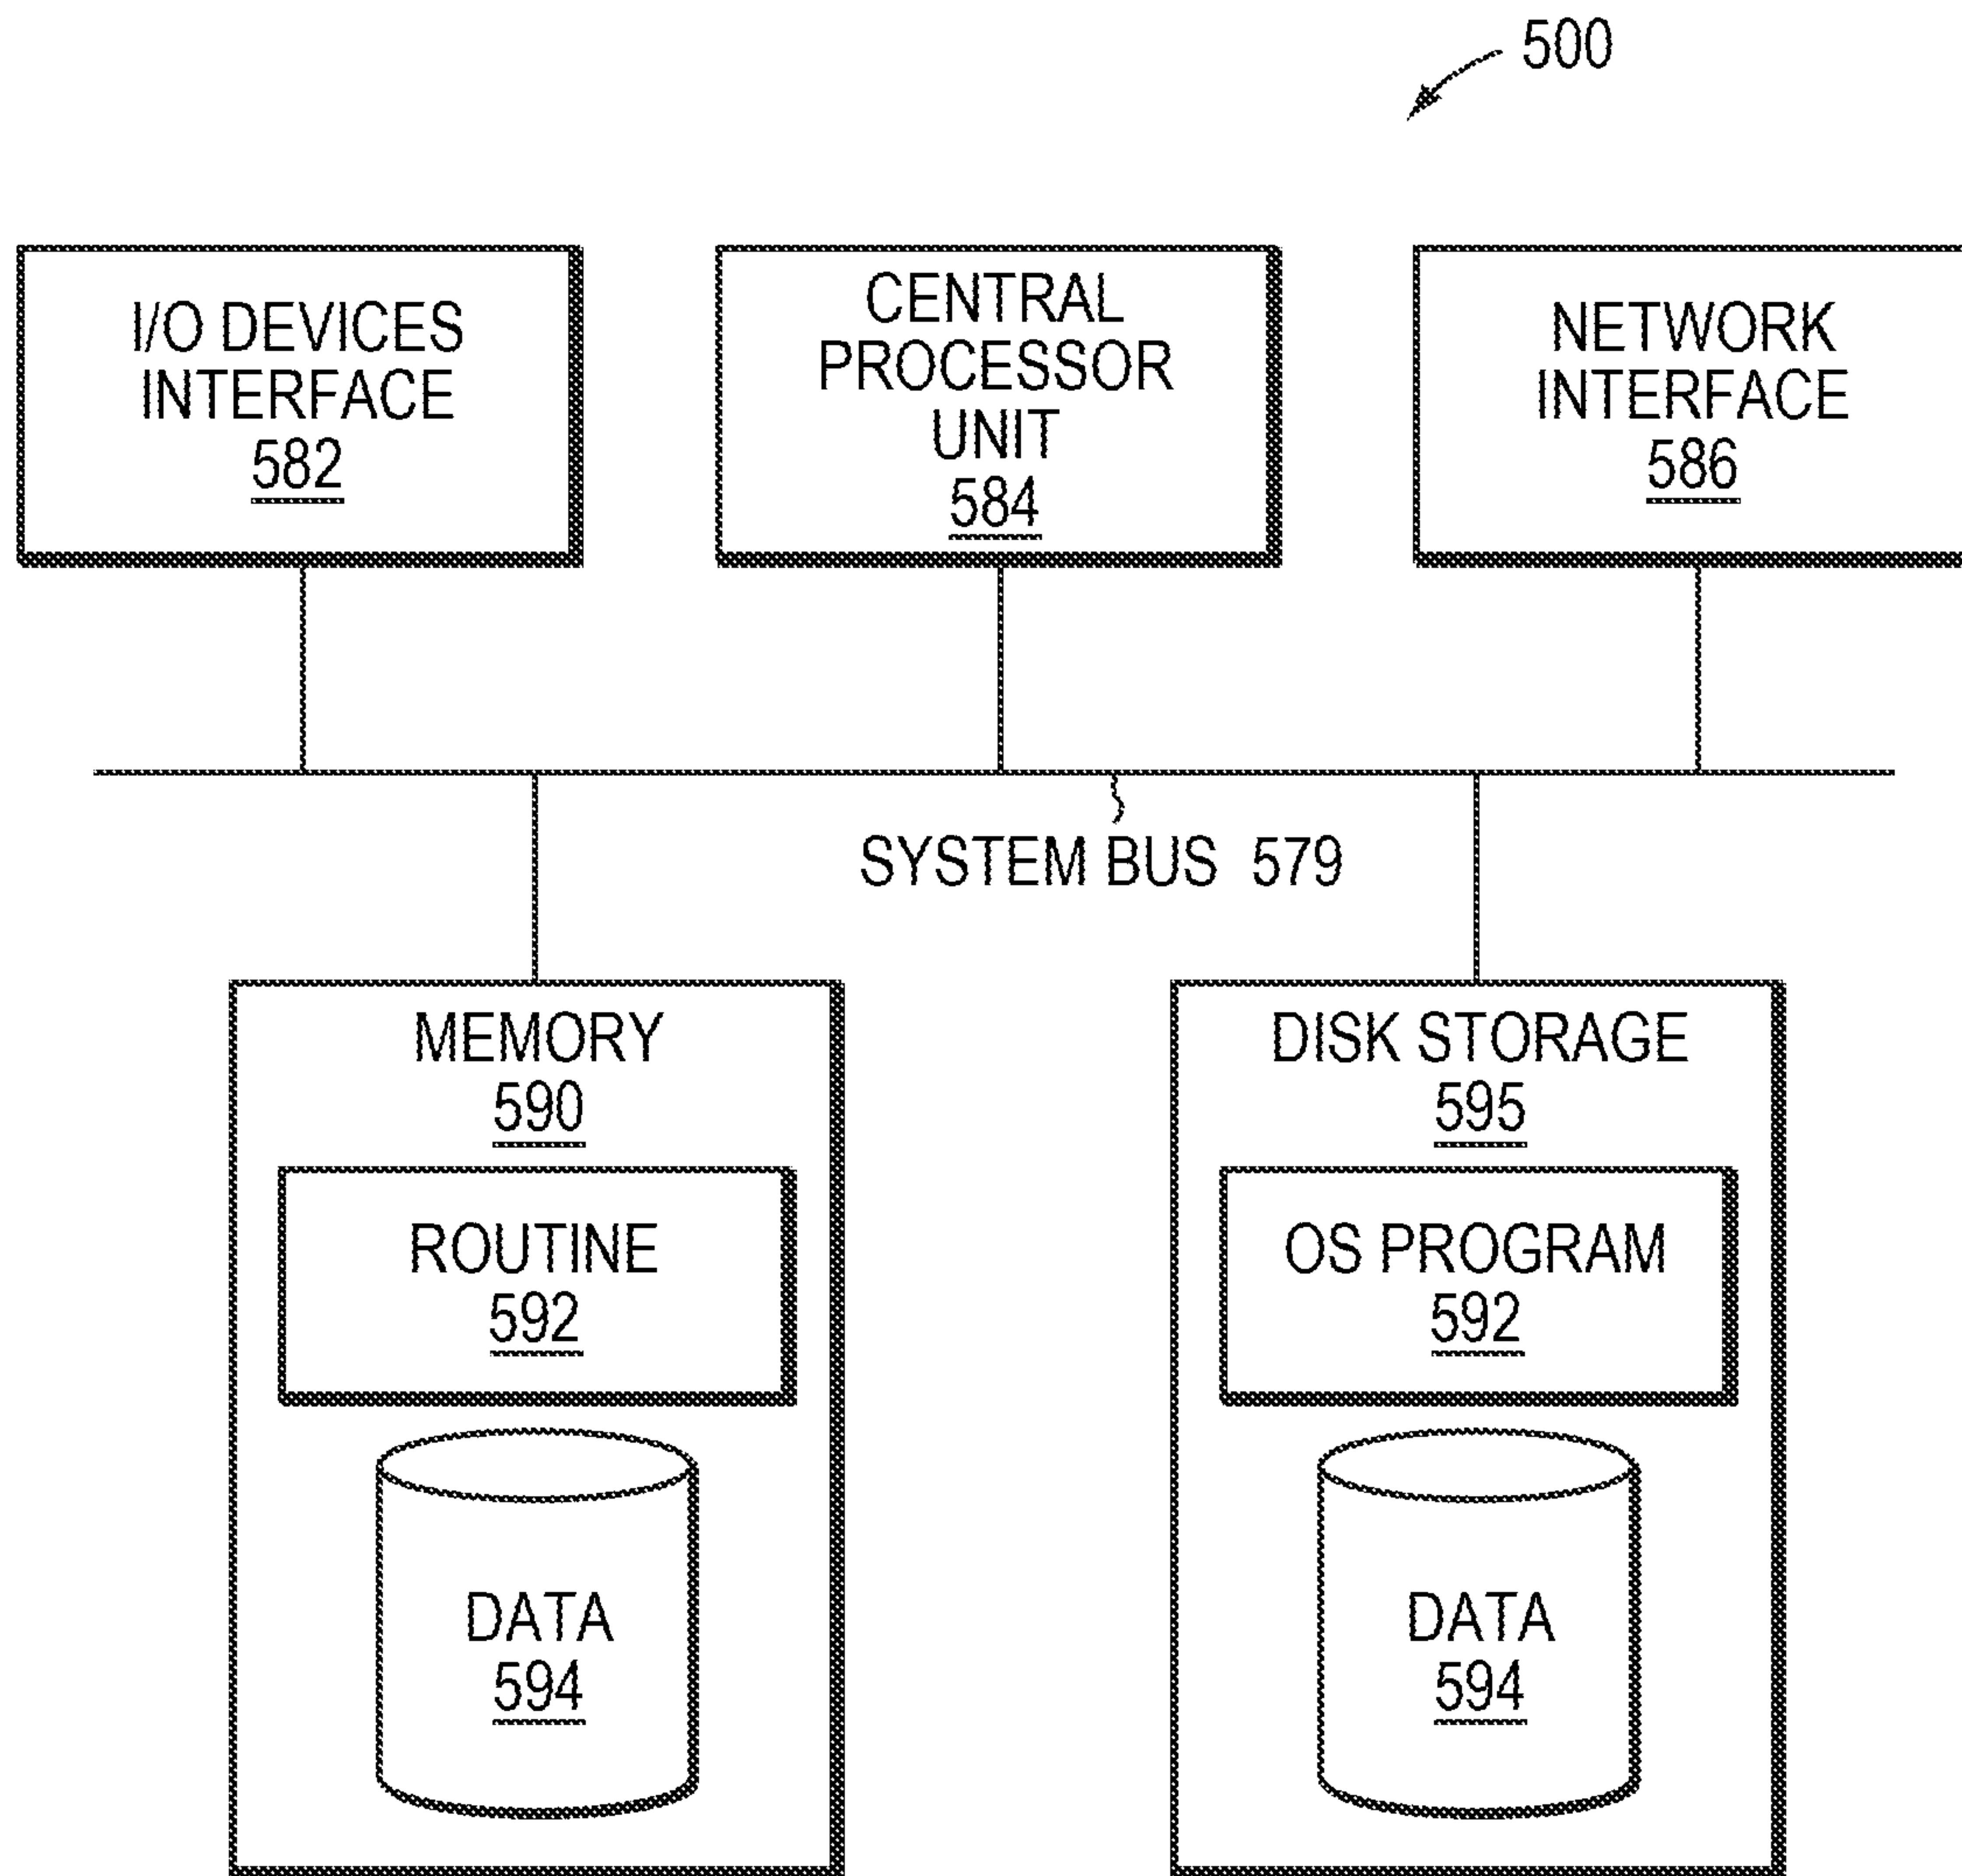 500
I/O DEVICES
INTERFACE
582
CENTRAL
PROCESSOR
UNIT
584
NETWORK
INTERFACE
586
SYSTEM BUS 579
MEMORY
590
ROUTINE
592
DATA
594
DISK STORAGE
595
OS PROGRAM
592
DATA
594